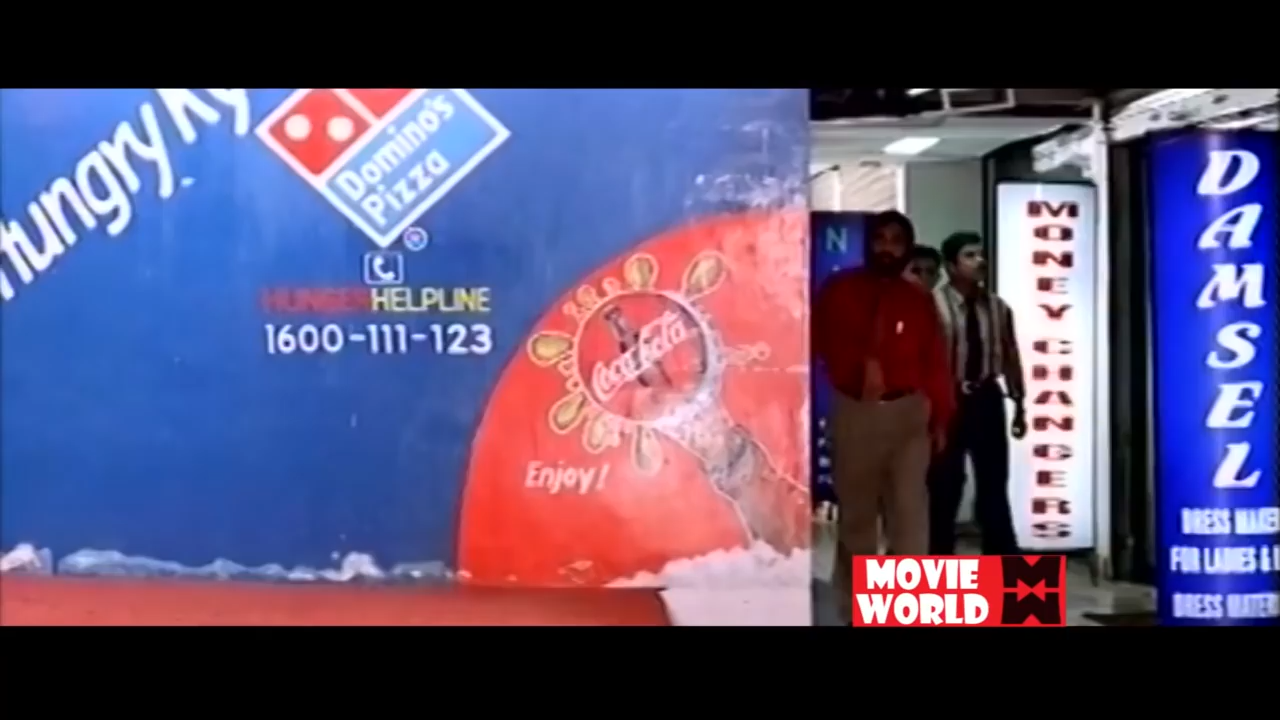 Hungry Ky
Domino's
Pizza
HUNGER HELPLINE
1600-111-123
Coca-Cola
Enjoy!
N
MONEY CHANGERS
DAMSEL
DRESS MAKE
FOR LADIES &
DRESS MATER
MOVIE
WORLD